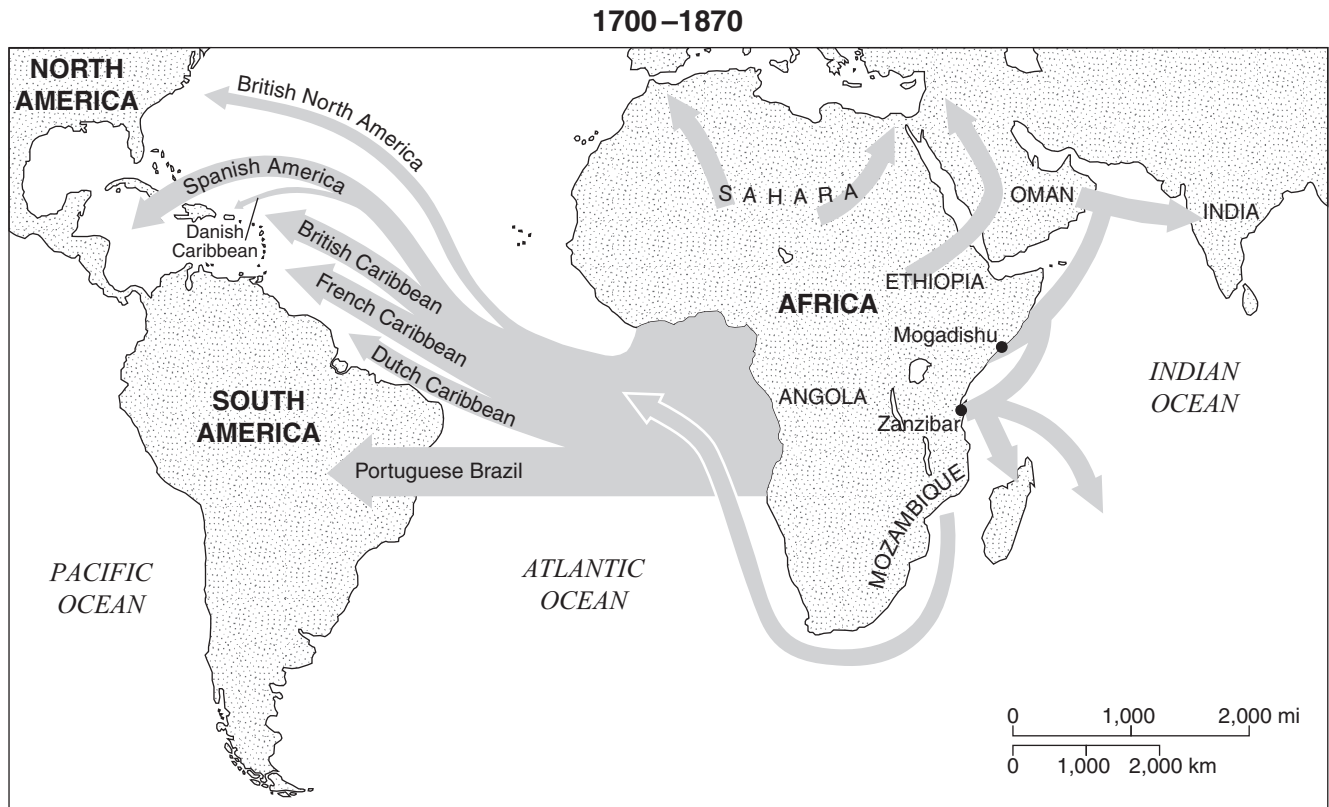 1700–1870
NORTH
AMERICA
British North America
Spanish America
Danish
Caribbean
British Caribbean
French Caribbean
Dutch Caribbean
SAHARA
OMAN
INDIA
ETHIOPIA
AFRICA
Mogadishu
ANGOLA
Zanzibar
INDIAN
OCEAN
SOUTH
AMERICA
Portuguese Brazil
MOZAMBIQUE
PACIFIC
OCEAN
ATLANTIC
OCEAN
0 1,000 2,000 mi
0 1,000 2,000 km